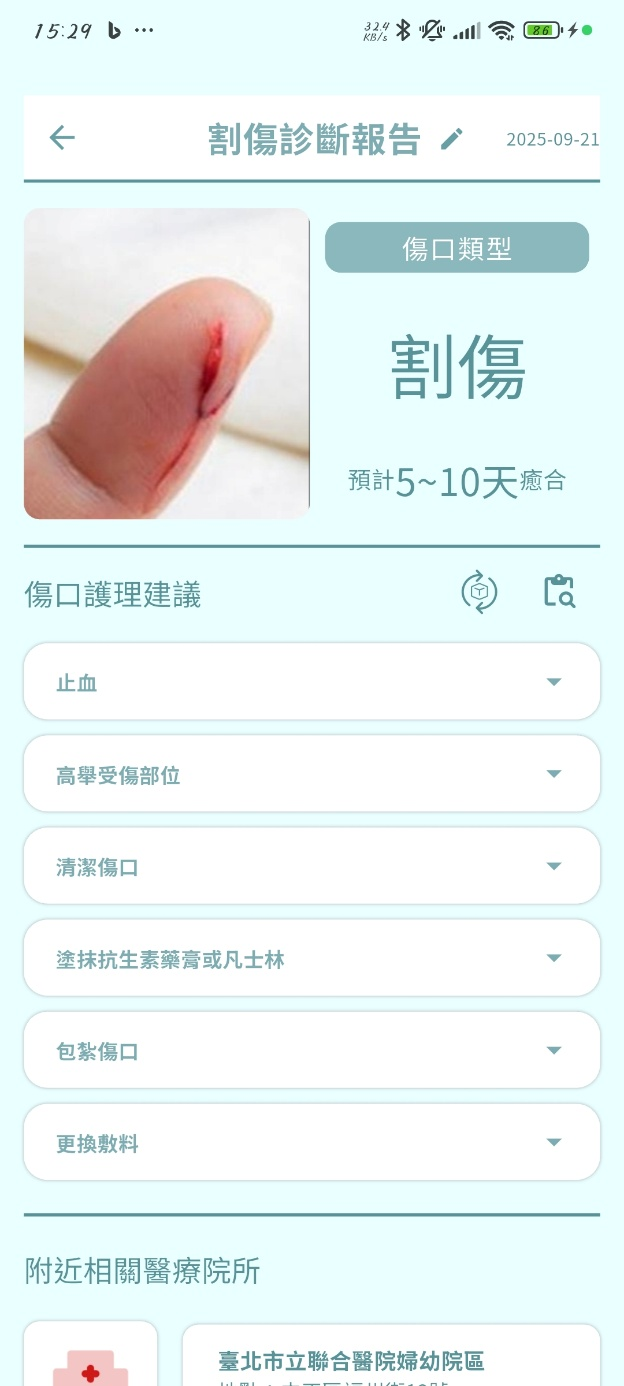 15:29
32.4
KB/s
86
割傷診斷報告
2025-09-21
傷口類型
割傷
預計5~10天癒合
傷口護理建議
止血
高舉受傷部位
清潔傷口
塗抹抗生素藥膏或凡士林
包紮傷口
更換敷料
附近相關醫療院所
臺北市立聯合醫院婦幼院區